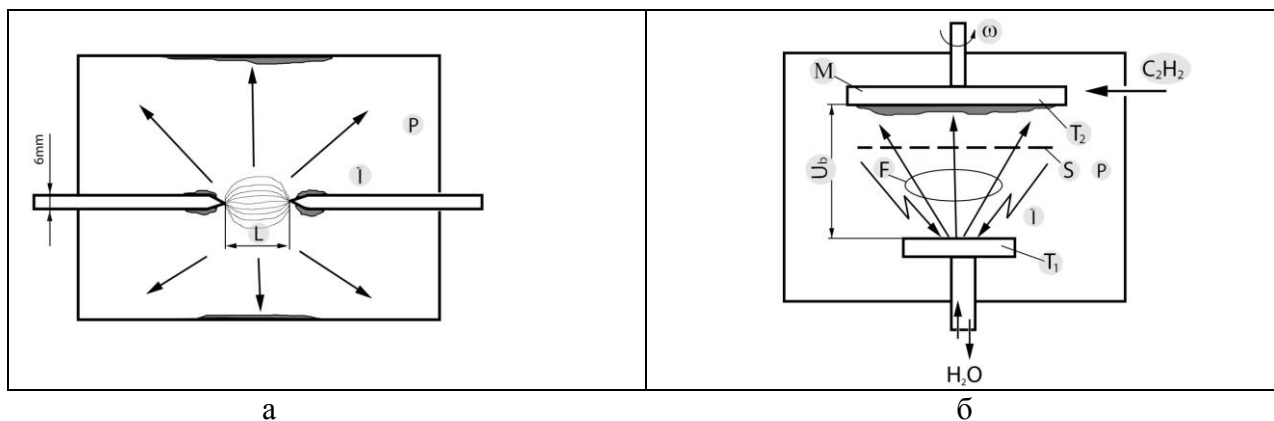 6mm
P
Ì
L
ω
M
C₂H₂
T₂
U_b
F
S P
Ì
T₁
H₂O
а б